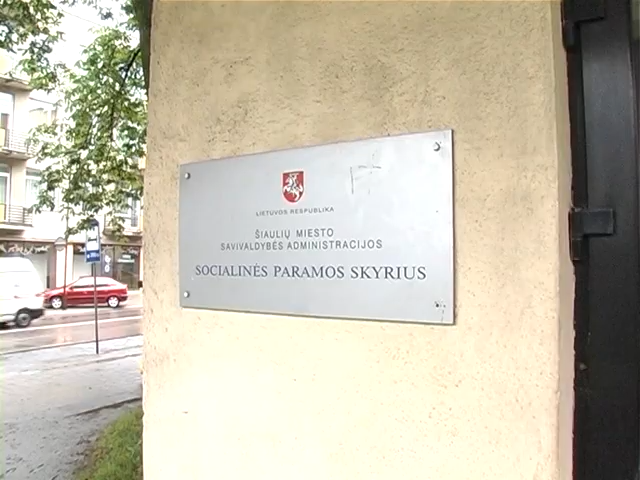 LIETUVOS RESPUBLIKA
ŠIAULIŲ MIESTO
SAVIVALDYBĖS ADMINISTRACIJOS
SOCIALINĖS PARAMOS SKYRIUS